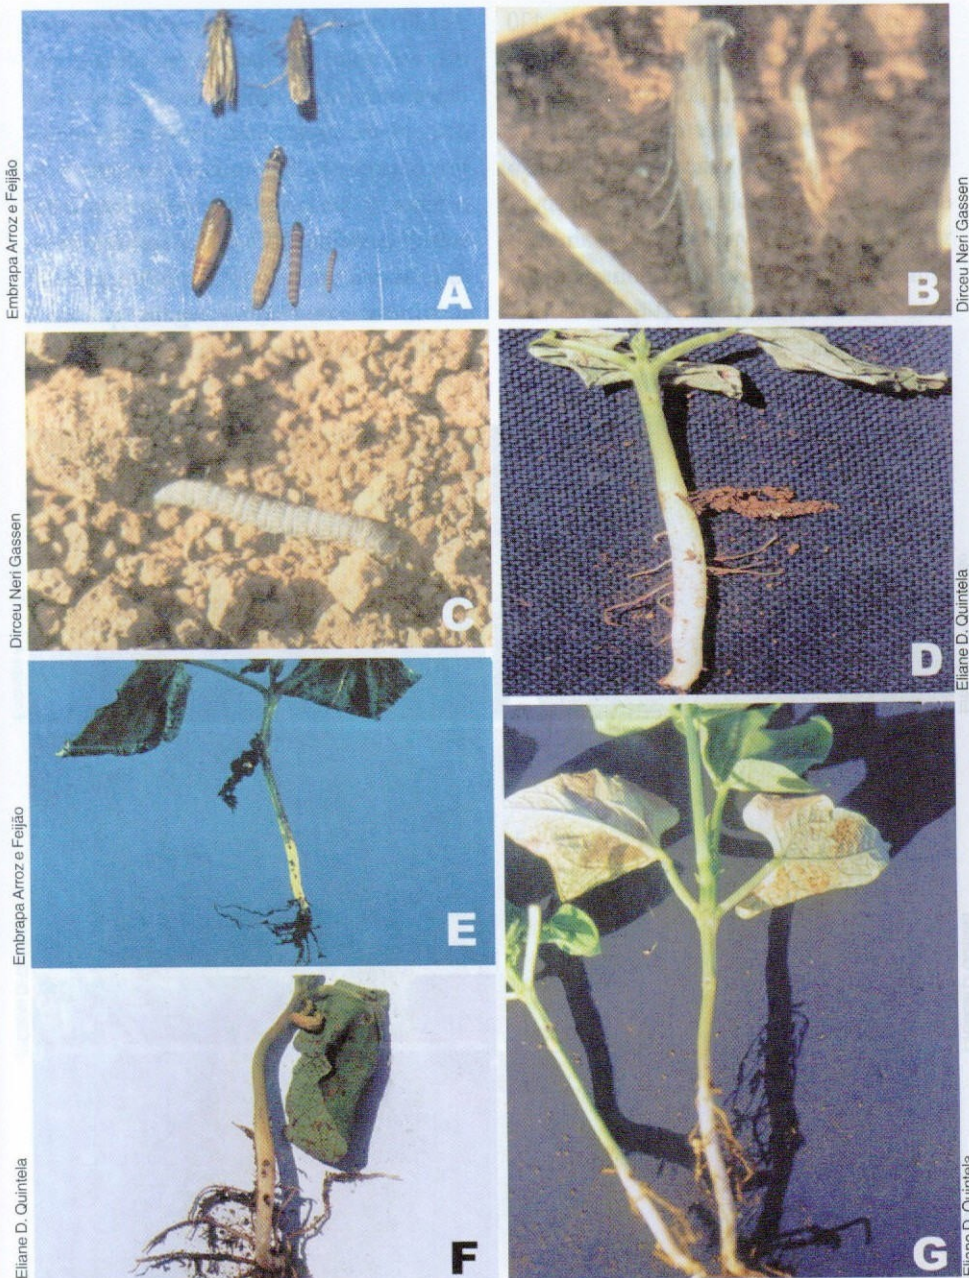 Embrapa Arroz e Feijão
A
B
Dirceu Neri Gassen
Dirceu Neri Gassen
C
D
Eliane D. Quintela
Embrapa Arroz e Feijão
E
Eliane D. Quintela
F
G
Eliane D. Quintela